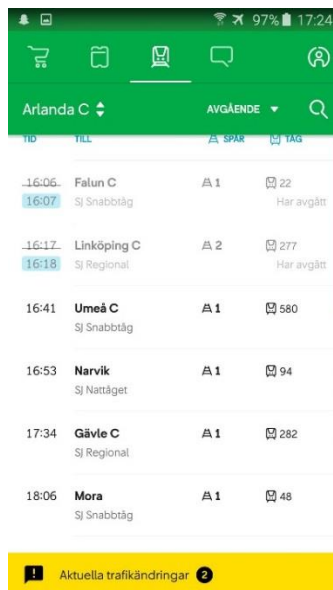 97% 17:24
Arlanda C AVGÅENDE
TID TILL SPÅR TÅG
16:06 Falun C 1 22
16:07 SJ Snabbtåg Har avgått
16:17 Linköping C 2 277
16:18 SJ Regional Har avgått
16:41 Umeå C 1 580
SJ Snabbtåg
16:53 Narvik 1 94
SJ Nattåget
17:34 Gävle C 1 282
SJ Regional
18:06 Mora 1 48
SJ Snabbtåg
Aktuella trafikändringar 2